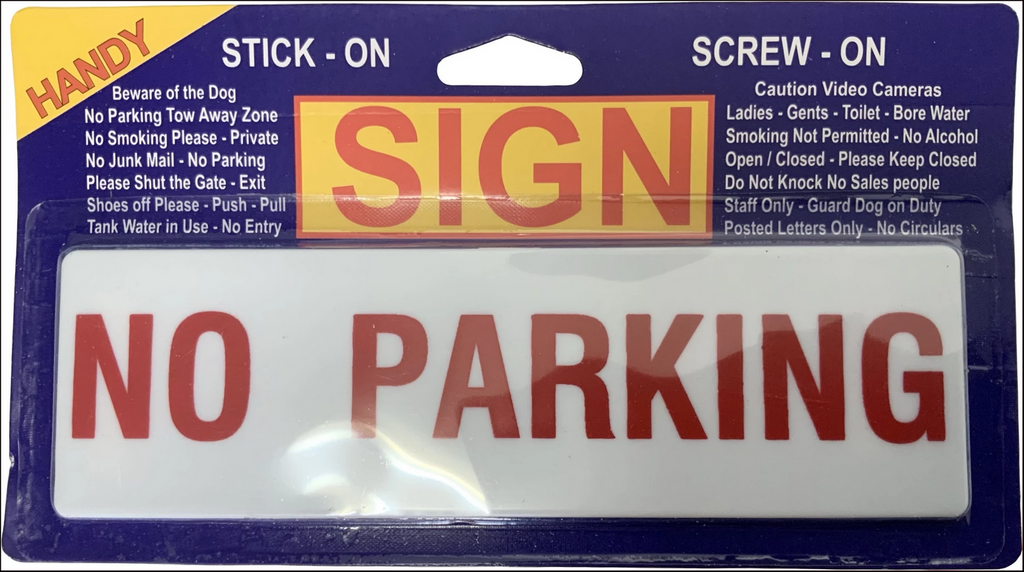 HANDY
STICK - ON
Beware of the Dog
No Parking Tow Away Zone
No Smoking Please - Private
No Junk Mail - No Parking
Please Shut the Gate - Exit
Shoes off Please - Push - Pull
Tank Water in Use - No Entry
SIGN
SCREW - ON
Caution Video Cameras
Ladies - Gents - Toilet - Bore Water
Smoking Not Permitted - No Alcohol
Open / Closed - Please Keep Closed
Do Not Knock No Sales people
Staff Only - Guard Dog on Duty
Posted Letters Only - No Circulars
NO PARKING